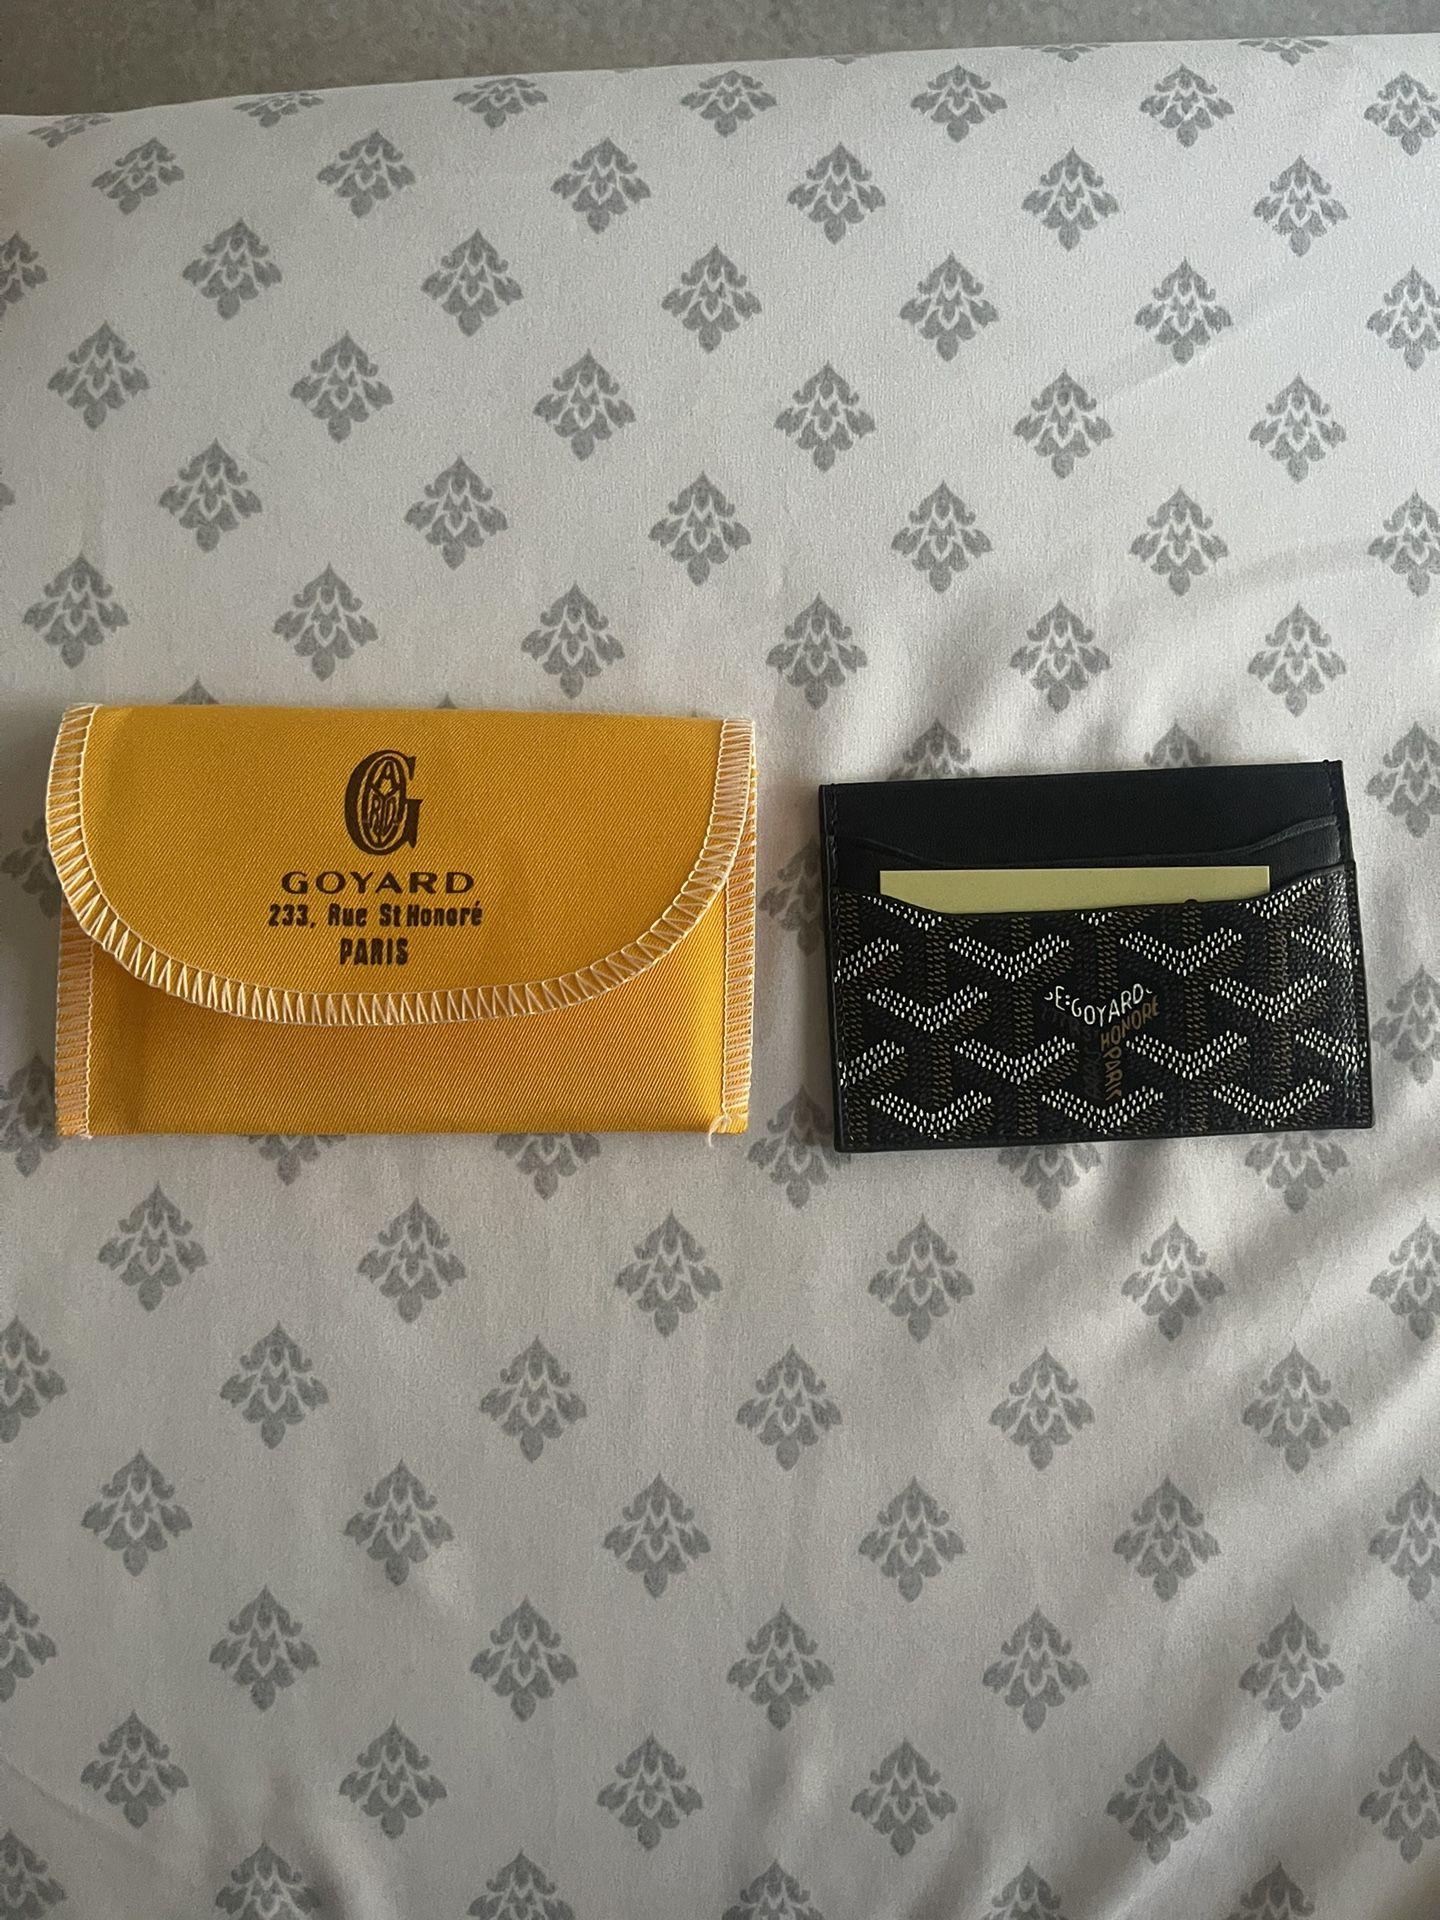 GOYARD
233, Rue St Honoré
PARIS
E·GOYARD
HONORÉ
PARIS